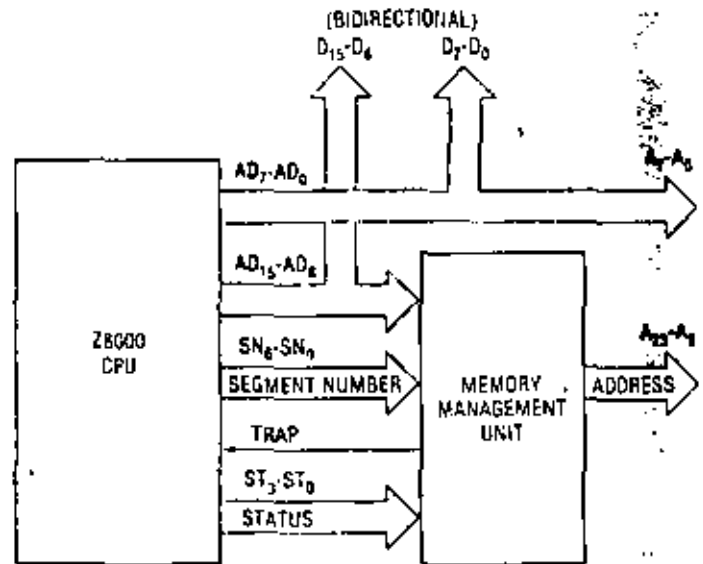 (BIDIRECTIONAL)
D15-D8 D7-D0
AD7-AD0
A7-A0
AD15-AD8
Z8000
CPU
SN6-SN0
SEGMENT NUMBER
MEMORY
MANAGEMENT
UNIT
A23-A8
ADDRESS
TRAP
ST3-ST0
STATUS